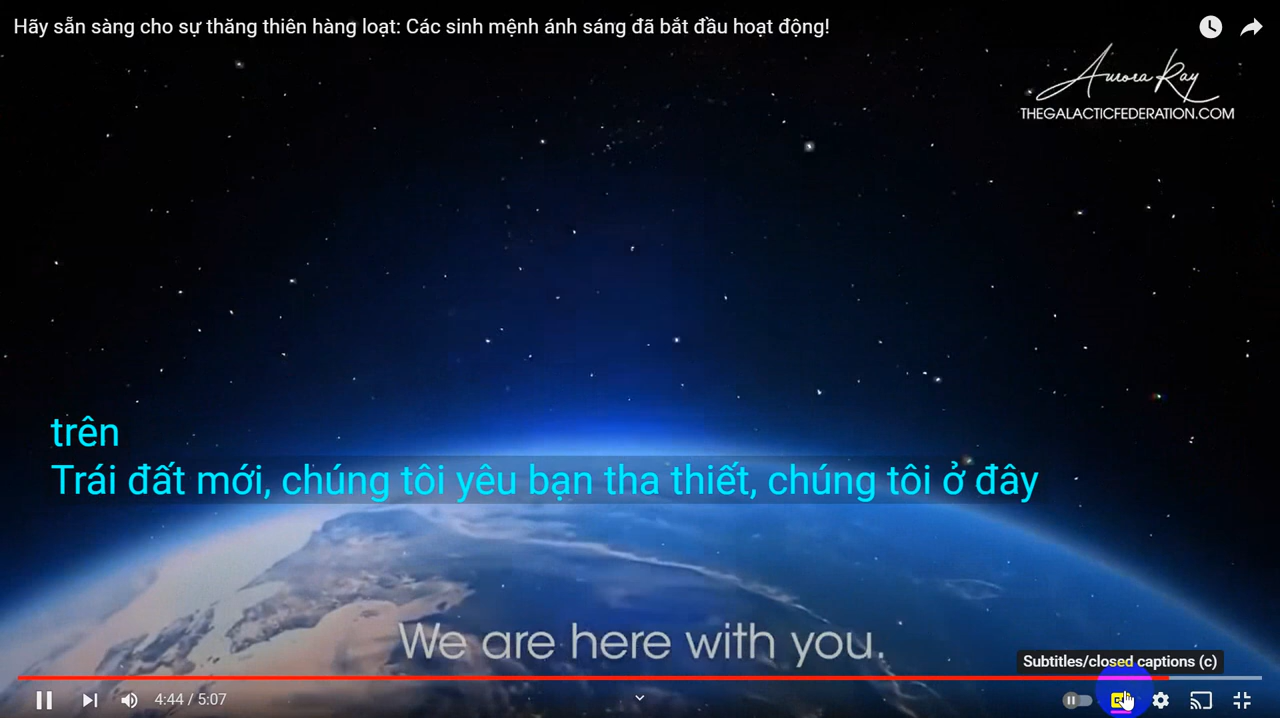 Hãy sẵn sàng cho sự thăng thiên hàng loạt: Các sinh mệnh ánh sáng đã bắt đầu hoạt động!
Aurora Ray
THEGALACTICFEDERATION.COM
trên
Trái đất mới, chúng tôi yêu bạn tha thiết, chúng tôi ở đây
We are here with you.
Subtitles/closed captions (c)
4:44 / 5:07